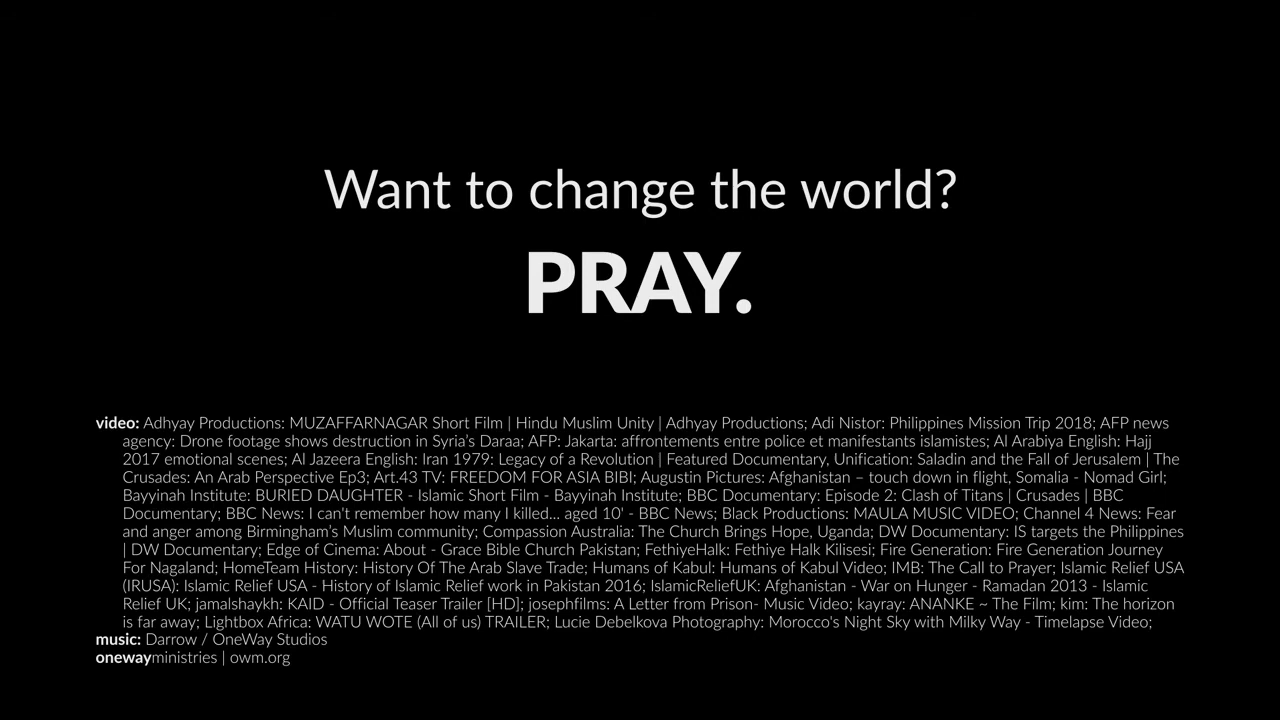 Want to change the world?
PRAY.
video: Adhyay Productions: MUZAFFARNAGAR Short Film | Hindu Muslim Unity | Adhyay Productions; Adi Nistor: Philippines Mission Trip 2018; AFP news
agency: Drone footage shows destruction in Syria's Daraa; AFP: Jakarta: affrontements entre police et manifestants islamistes; Al Arabiya English: Hajj
2017 emotional scenes; Al Jazeera English: Iran 1979: Legacy of a Revolution | Featured Documentary, Unification: Saladin and the Fall of Jerusalem | The
Crusades: An Arab Perspective Ep3; Art.43 TV: FREEDOM FOR ASIA BIBI; Augustin Pictures: Afghanistan – touch down in flight, Somalia - Nomad Girl;
Bayyinah Institute: BURIED DAUGHTER - Islamic Short Film - Bayyinah Institute; BBC Documentary: Episode 2: Clash of Titans | Crusades | BBC
Documentary; BBC News: I can't remember how many I killed... aged 10' - BBC News; Black Productions: MAULA MUSIC VIDEO; Channel 4 News: Fear
and anger among Birmingham's Muslim community; Compassion Australia: The Church Brings Hope, Uganda; DW Documentary: IS targets the Philippines
| DW Documentary; Edge of Cinema: About - Grace Bible Church Pakistan; FethiyeHalk: Fethiye Halk Kilisesi; Fire Generation: Fire Generation Journey
For Nagaland; HomeTeam History: History Of The Arab Slave Trade; Humans of Kabul: Humans of Kabul Video; IMB: The Call to Prayer; Islamic Relief USA
(IRUSA): Islamic Relief USA - History of Islamic Relief work in Pakistan 2016; IslamicReliefUK: Afghanistan - War on Hunger - Ramadan 2013 - Islamic
Relief UK; jamalshaykh: KAID - Official Teaser Trailer [HD]; josephfilms: A Letter from Prison- Music Video; kayray: ANANKE ~ The Film; kim: The horizon
is far away; Lightbox Africa: WATU WOTE (All of us) TRAILER; Lucie Debelkova Photography: Morocco's Night Sky with Milky Way - Timelapse Video;
music: Darrow / OneWay Studios
onewayministries | owm.org